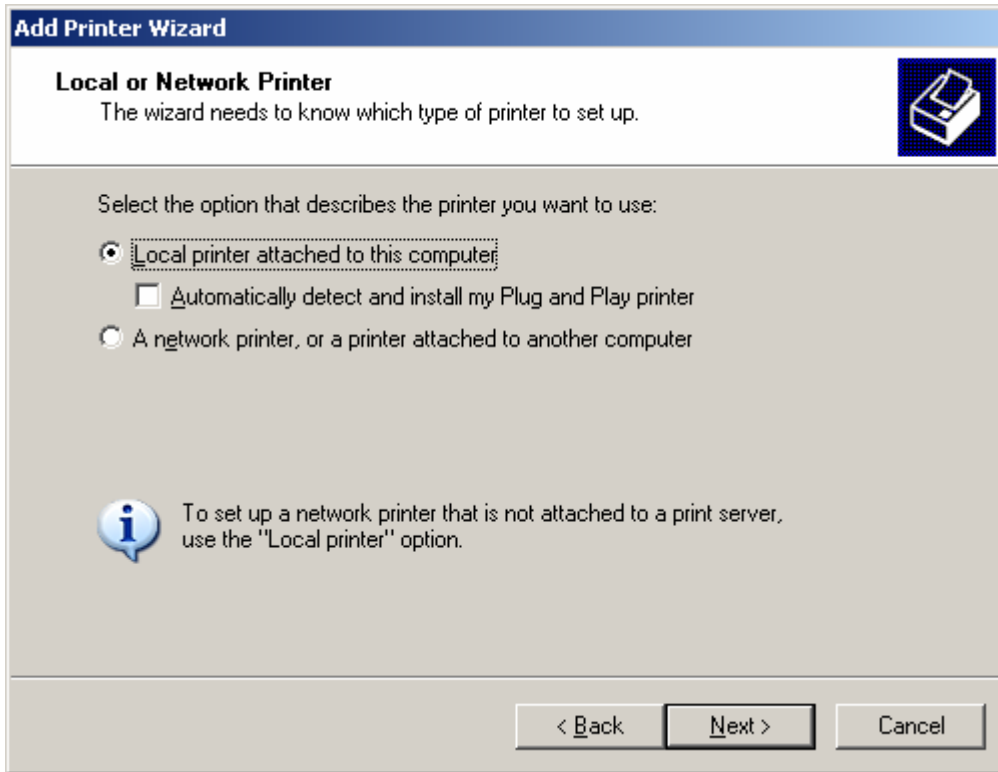 Add Printer Wizard
Local or Network Printer
The wizard needs to know which type of printer to set up.
Select the option that describes the printer you want to use:
Local printer attached to this computer
Automatically detect and install my Plug and Play printer
A network printer, or a printer attached to another computer
To set up a network printer that is not attached to a print server,
use the "Local printer" option.
< Back Next > Cancel